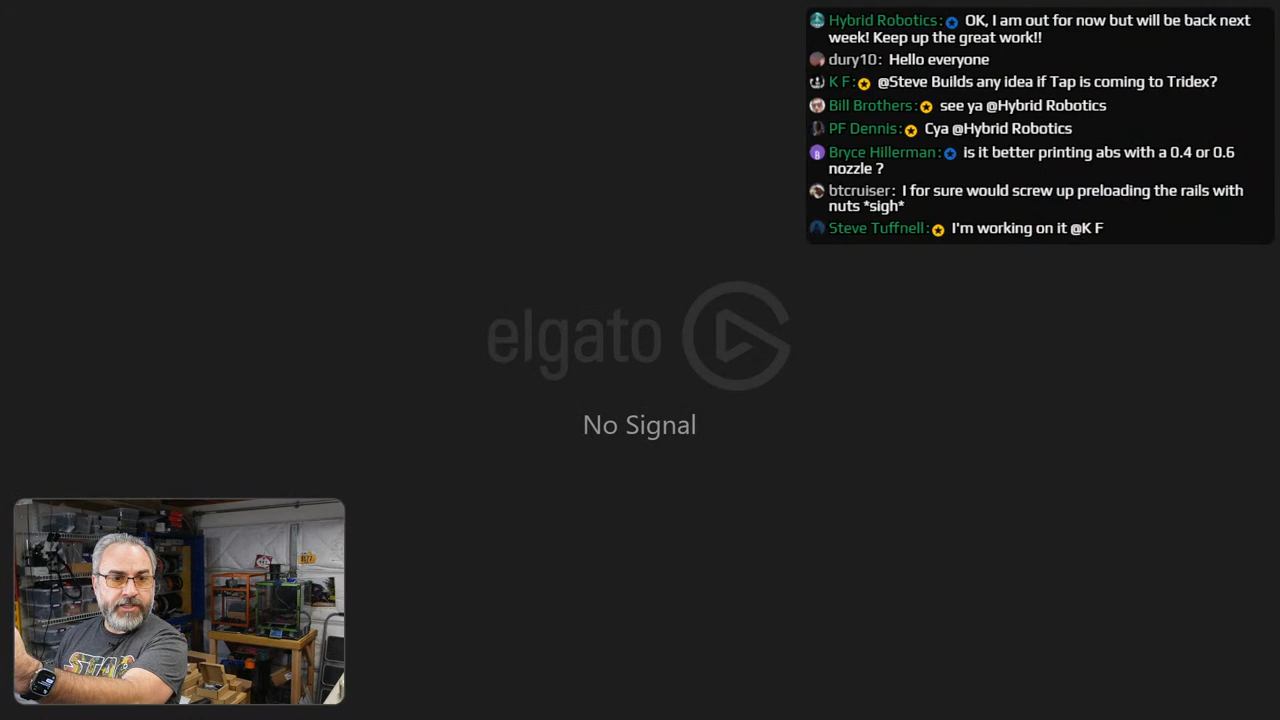 Hybrid Robotics: OK, I am out for now but will be back next
week! Keep up the great work!!
dury10: Hello everyone
K F: @Steve Builds any idea if Tap is coming to Tridex?
Bill Brothers: see ya @Hybrid Robotics
PF Dennis: Cya @Hybrid Robotics
B Bryce Hillerman: is it better printing abs with a 0.4 or 0.6
nozzle ?
btcruiser: I for sure would screw up preloading the rails with
nuts *sigh*
Steve Tuffnell: I'm working on it @K F
elgato
No Signal